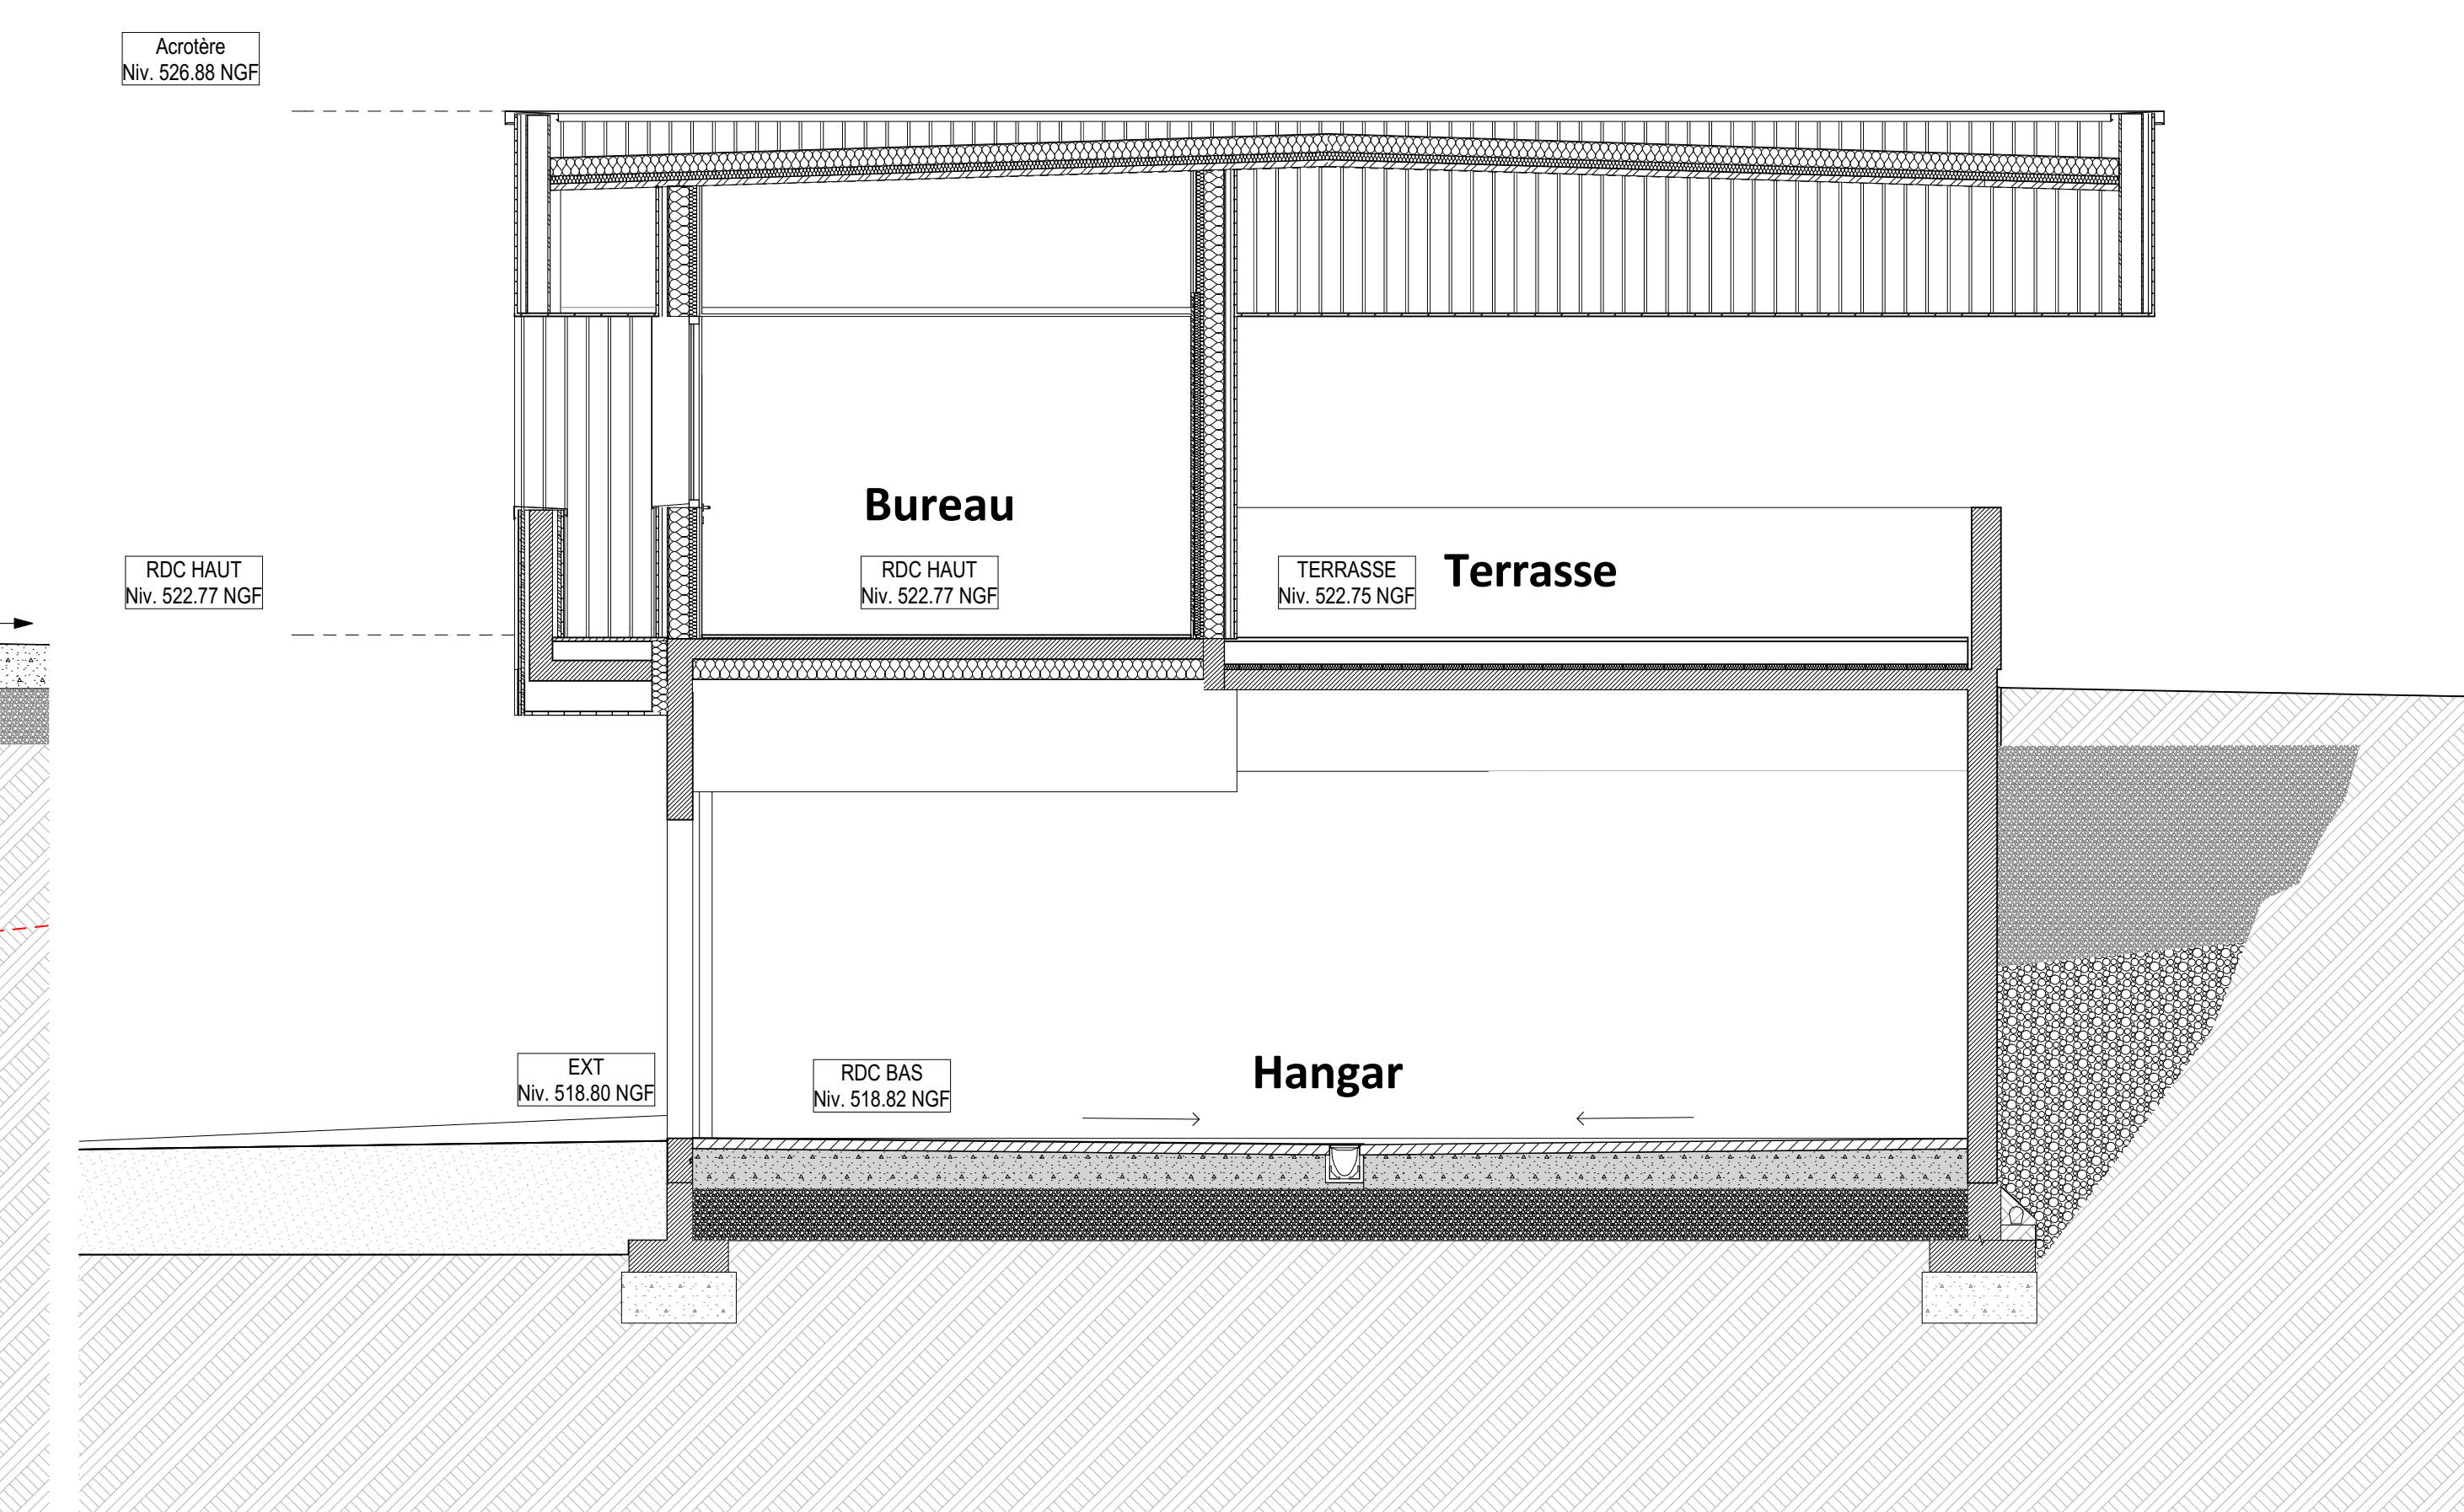 Acrotère
Niv. 526.88 NGF
Bureau
RDC HAUT
Niv. 522.77 NGF
RDC HAUT
Niv. 522.77 NGF
TERRASSE
Niv. 522.75 NGF
Terrasse
EXT
Niv. 518.80 NGF
RDC BAS
Niv. 518.82 NGF
Hangar